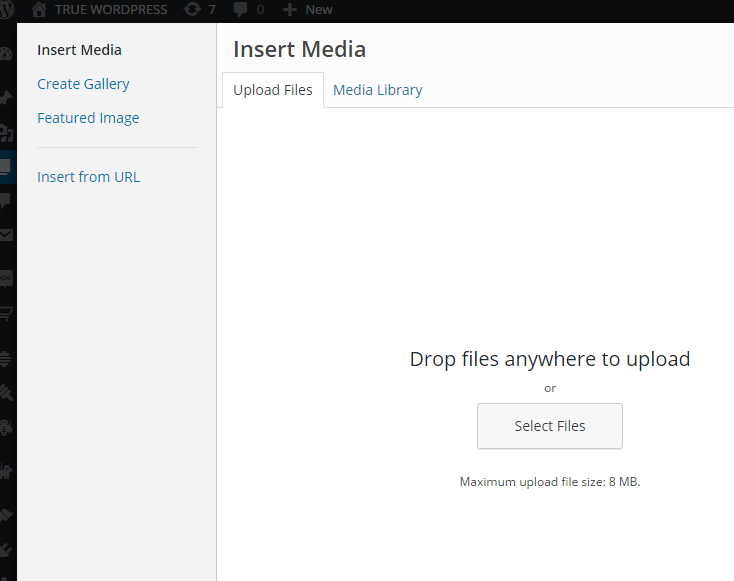 TRUE WORDPRESS 7 0 New
Insert Media
Create Gallery
Featured Image
Insert from URL
Insert Media
Upload Files Media Library
Drop files anywhere to upload
or
Select Files
Maximum upload file size: 8 MB.